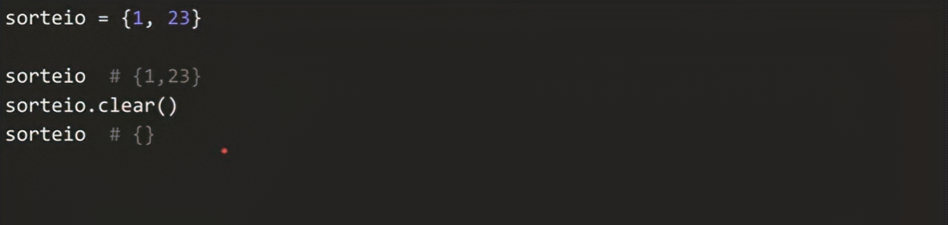 sorteio = {1, 23}
sorteio  # {1,23}
sorteio.clear()
sorteio  # {}